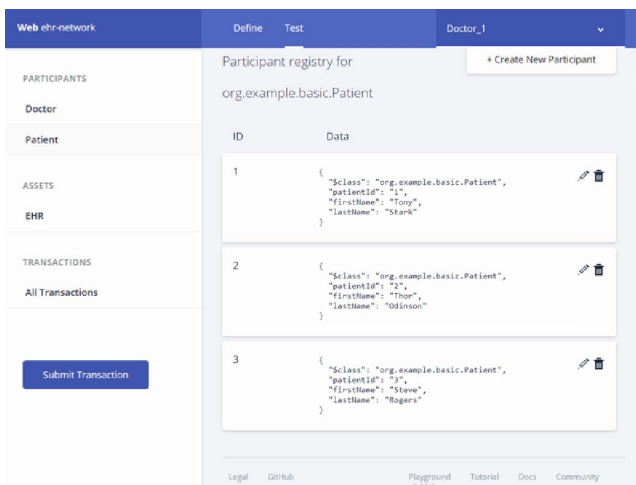 Web ehr-network
Define Test
Doctor_1
PARTICIPANTS
Doctor
Patient
ASSETS
EHR
TRANSACTIONS
All Transactions
Submit Transaction
Participant registry for
org.example.basic.Patient
+ Create New Participant
ID Data
1
{
"$class": "org.example.basic.Patient",
"patientId": "1",
"firstName": "Tony",
"lastName": "Stark"
}
2
{
"$class": "org.example.basic.Patient",
"patientId": "2",
"firstName": "Thor",
"lastName": "Odinson"
}
3
{
"$class": "org.example.basic.Patient",
"patientId": "3",
"firstName": "Steve",
"lastName": "Rogers"
}
Legal GitHub Playground Tutorial Docs Community